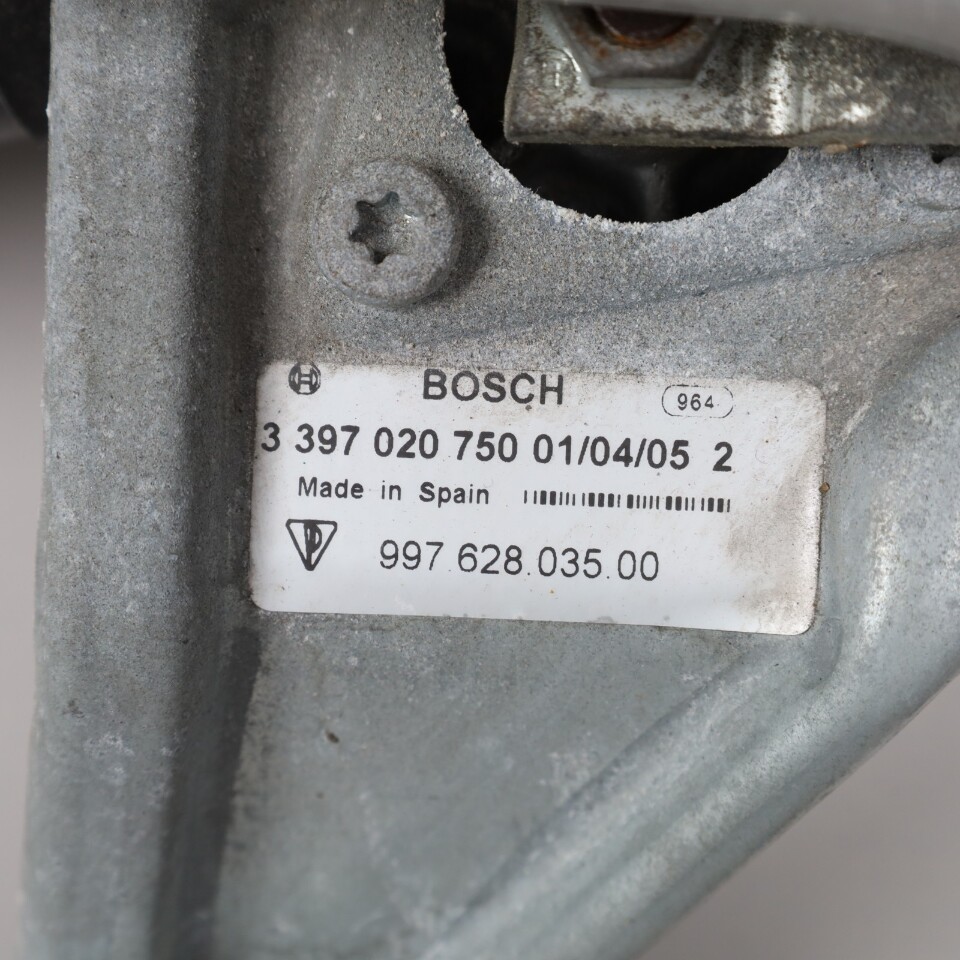 BOSCH 964
3 397 020 750 01/04/05 2
Made in Spain
997.628.035.00